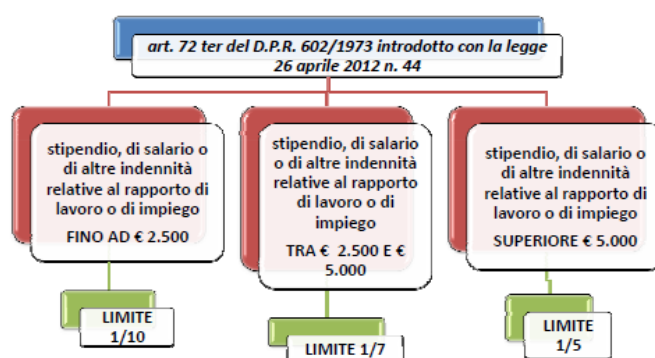 art. 72 ter del D.P.R. 602/1973 introdotto con la legge
26 aprile 2012 n. 44
stipendio, di salario o
di altre indennità
relative al rapporto di
lavoro o di impiego
FINO AD € 2.500
LIMITE
1/10
stipendio, di salario
o di altre indennità
relative al rapporto
di lavoro o di
impiego
TRA € 2.500 E €
5.000
LIMITE 1/7
stipendio, di salario o
di altre indennità
relative al rapporto di
lavoro o di impiego
SUPERIORE € 5.000
LIMITE
1/5